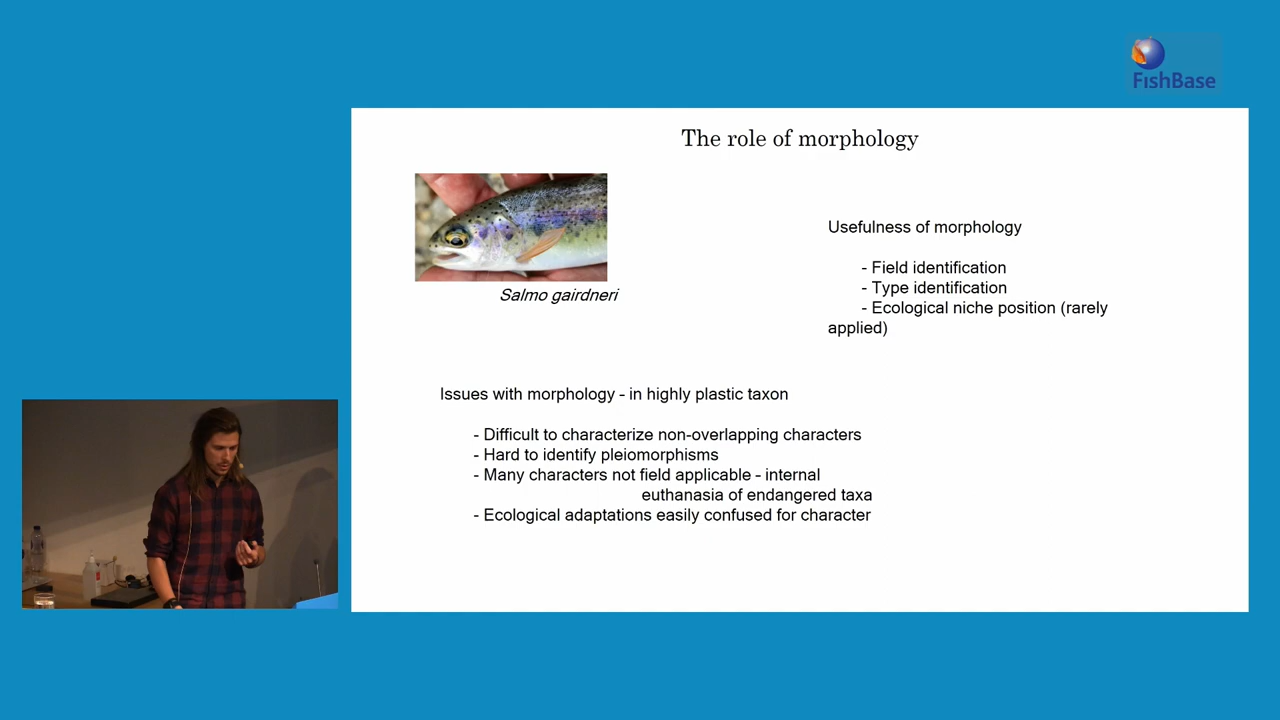 FishBase
The role of morphology
Salmo gairdneri
Usefulness of morphology
- Field identification
- Type identification
- Ecological niche position (rarely
applied)
Issues with morphology - in highly plastic taxon
- Difficult to characterize non-overlapping characters
- Hard to identify pleiomorphisms
- Many characters not field applicable - internal
euthanasia of endangered taxa
- Ecological adaptations easily confused for character